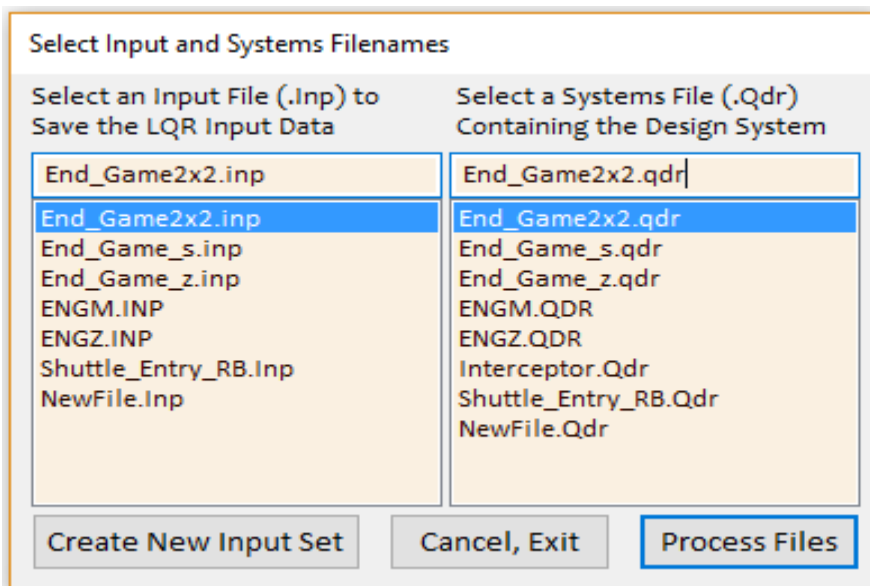 Select Input and Systems Filenames
Select an Input File (.Inp) to
Save the LQR Input Data
End_Game2x2.inp
End_Game2x2.inp
End_Game_s.inp
End_Game_z.inp
ENGM.INP
ENGZ.INP
Shuttle_Entry_RB.Inp
NewFile.Inp
Select a Systems File (.Qdr)
Containing the Design System
End_Game2x2.qdr
End_Game2x2.qdr
End_Game_s.qdr
End_Game_z.qdr
ENGM.QDR
ENGZ.QDR
Interceptor.Qdr
Shuttle_Entry_RB.Qdr
NewFile.Qdr
Create New Input Set
Cancel, Exit
Process Files